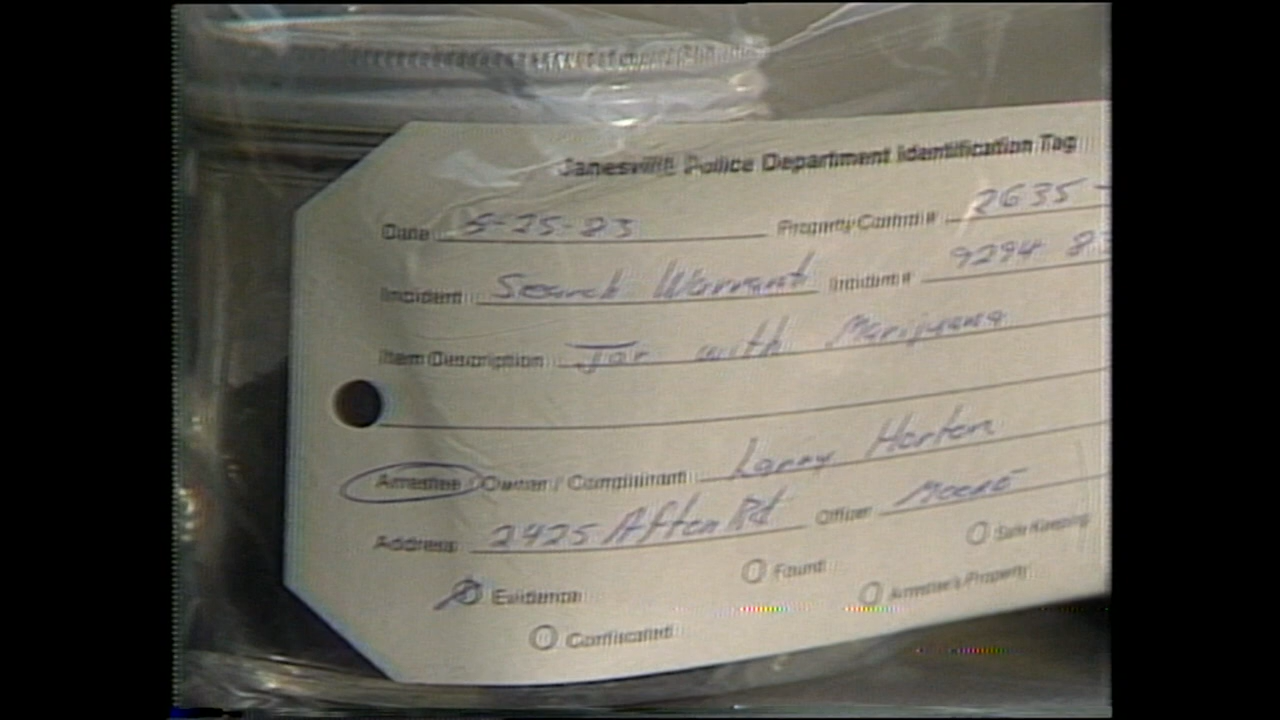 Janesville Police Department Identification Tag
Date 5-25-83 Property Control # 2635-
Incident Search Warrant Incident # 9294 83
Item Description Jar with Marijuana
Arrestee / Owner / Complainant Larry Horton
Address 2425 Afton Rd Officer Moore
Evidence Found Safe Keeping
Confiscated Arrestee's Property